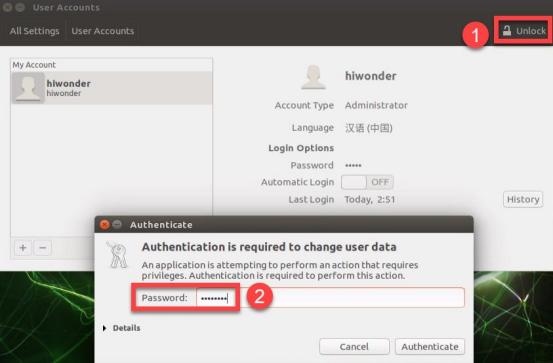 User Accounts
All Settings User Accounts
1
Unlock
My Account
hiwonder
hiwonder
hiwonder
Account Type Administrator
Language 汉语 (中国)
Login Options
Password •••••
Automatic Login OFF
Last Login Today, 2:51
History
+ −
Authenticate
Authentication is required to change user data
An application is attempting to perform an action that requires
privileges. Authentication is required to perform this action.
Password: ••••••••
2
Details
Cancel Authenticate